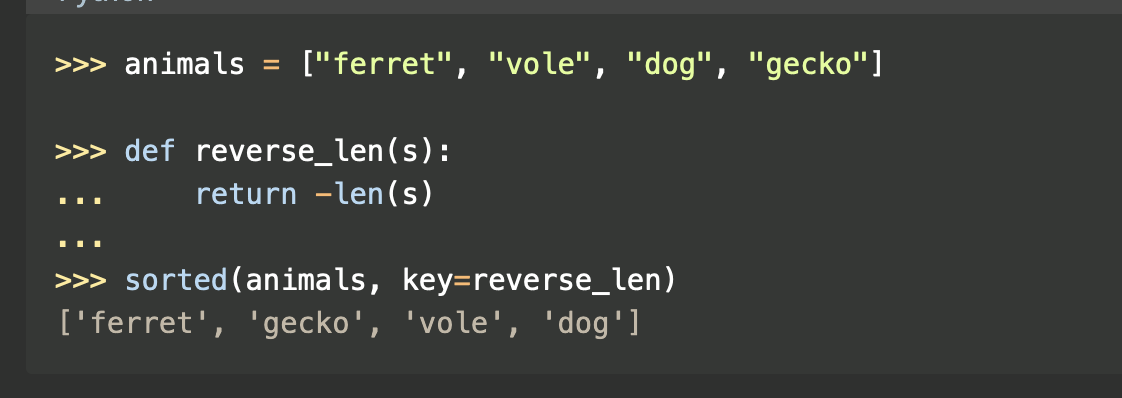 >>> animals = ["ferret", "vole", "dog", "gecko"]
>>> def reverse_len(s):
...     return -len(s)
...
>>> sorted(animals, key=reverse_len)
['ferret', 'gecko', 'vole', 'dog']